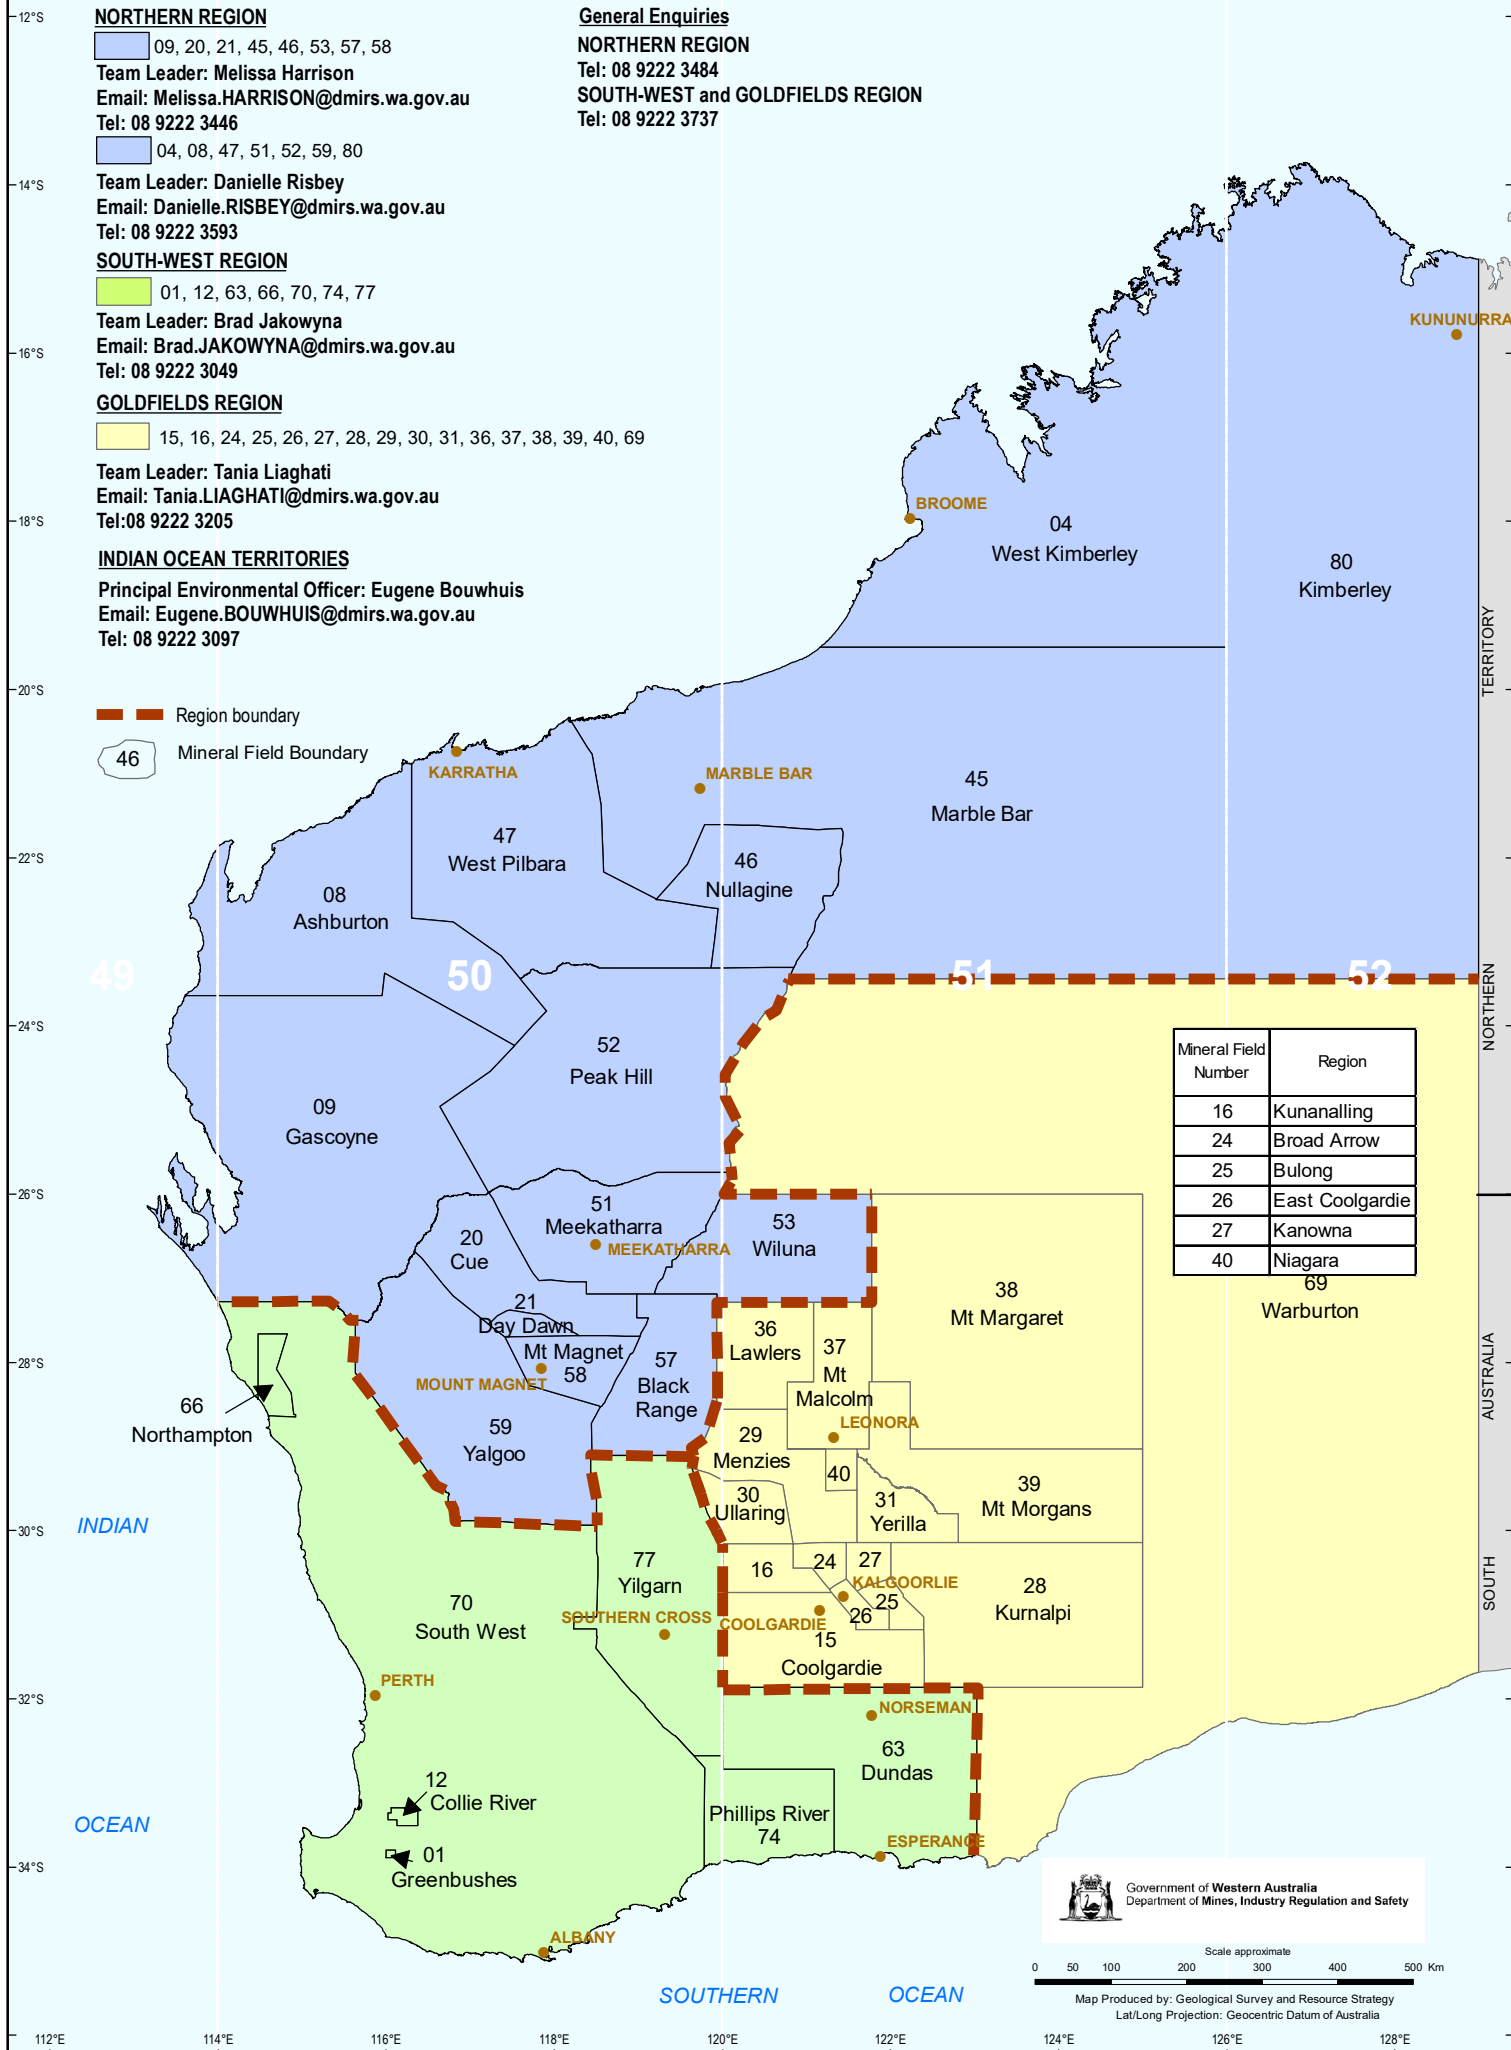 NORTHERN REGION
09, 20, 21, 45, 46, 53, 57, 58
Team Leader: Melissa Harrison
Email: Melissa.HARRISON@dmirs.wa.gov.au
Tel: 08 9222 3446
04, 08, 47, 51, 52, 59, 80
Team Leader: Danielle Risbey
Email: Danielle.RISBEY@dmirs.wa.gov.au
Tel: 08 9222 3593
SOUTH-WEST REGION
01, 12, 63, 66, 70, 74, 77
Team Leader: Brad Jakowyna
Email: Brad.JAKOWYNA@dmirs.wa.gov.au
Tel: 08 9222 3049
GOLDFIELDS REGION
15, 16, 24, 25, 26, 27, 28, 29, 30, 31, 36, 37, 38, 39, 40, 69
Team Leader: Tania Liaghati
Email: Tania.LIAGHATI@dmirs.wa.gov.au
Tel:08 9222 3205
INDIAN OCEAN TERRITORIES
Principal Environmental Officer: Eugene Bouwhuis
Email: Eugene.BOUWHUIS@dmirs.wa.gov.au
Tel: 08 9222 3097
General Enquiries
NORTHERN REGION
Tel: 08 9222 3484
SOUTH-WEST and GOLDFIELDS REGION
Tel: 08 9222 3737
Region boundary
46
Mineral Field Boundary
12°S
14°S
16°S
18°S
20°S
22°S
24°S
26°S
28°S
30°S
32°S
34°S
KUNUNURRA
BROOME
04
West Kimberley
80
Kimberley
KARRATHA
MARBLE BAR
45
Marble Bar
47
West Pilbara
46
Nullagine
08
Ashburton
49
50
51
52
52
Peak Hill
09
Gascoyne
51
Meekatharra
MEEKATHARRA
53
Wiluna
20
Cue
21
Day Dawn
Mt Magnet
58
MOUNT MAGNET
57
Black
Range
59
Yalgoo
66
Northampton
36
Lawlers
37
Mt
Malcolm
LEONORA
38
Mt Margaret
69
Warburton
29
Menzies
40
30
Ullaring
31
Yerilla
39
Mt Morgans
16
24
27
KALGOORLIE
25
26
28
Kurnalpi
COOLGARDIE
15
Coolgardie
77
Yilgarn
SOUTHERN CROSS
70
South West
PERTH
NORSEMAN
63
Dundas
Phillips River
74
ESPERANCE
12
Collie River
01
Greenbushes
ALBANY
INDIAN
OCEAN
SOUTHERN
OCEAN
TERRITORY
NORTHERN
AUSTRALIA
SOUTH
Mineral Field Number Region
16 Kunanalling
24 Broad Arrow
25 Bulong
26 East Coolgardie
27 Kanowna
40 Niagara
Government of Western Australia
Department of Mines, Industry Regulation and Safety
Scale approximate
0 50 100 200 300 400 500 Km
Map Produced by: Geological Survey and Resource Strategy
Lat/Long Projection: Geocentric Datum of Australia
112°E 114°E 116°E 118°E 120°E 122°E 124°E 126°E 128°E